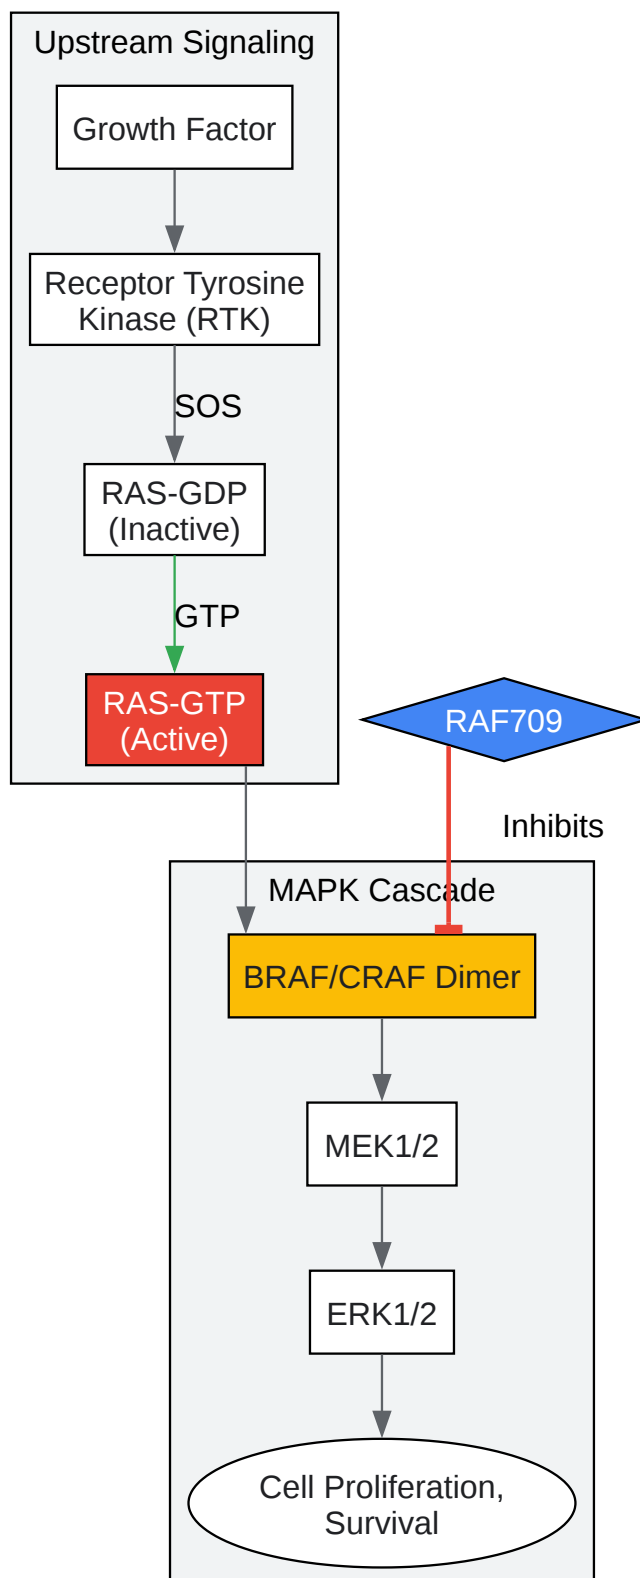 Upstream Signaling
Growth Factor
Receptor Tyrosine
Kinase (RTK)
SOS
RAS-GDP
(Inactive)
GTP
RAS-GTP
(Active)
RAF709
Inhibits
MAPK Cascade
BRAF/CRAF Dimer
MEK1/2
ERK1/2
Cell Proliferation,
Survival